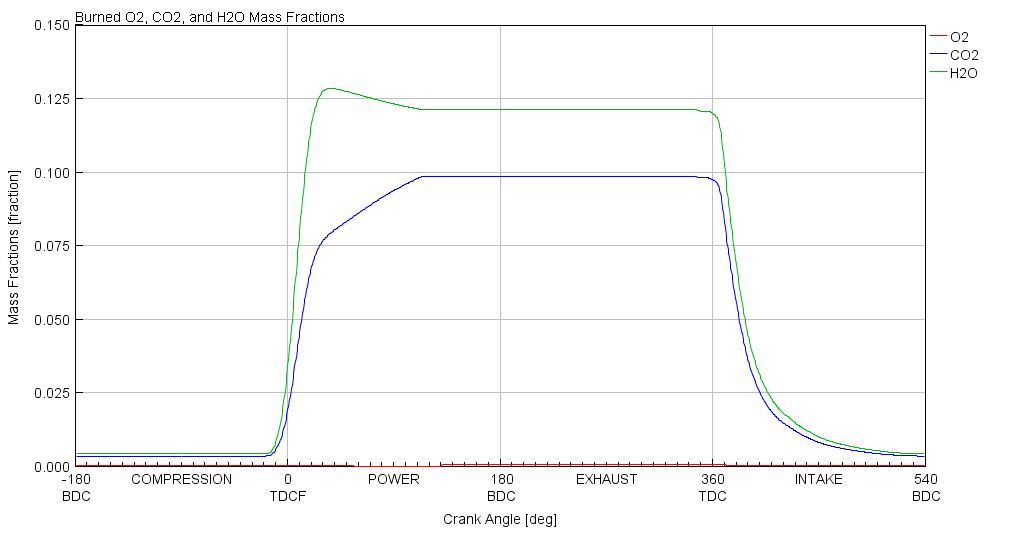 Burned O2, CO2, and H2O Mass Fractions
O2
CO2
H2O
0.150
0.125
0.100
0.075
0.050
0.025
0.000
Mass Fractions [fraction]
-180 COMPRESSION 0 POWER 180 EXHAUST 360 INTAKE 540
BDC TDCF BDC TDC BDC
Crank Angle [deg]